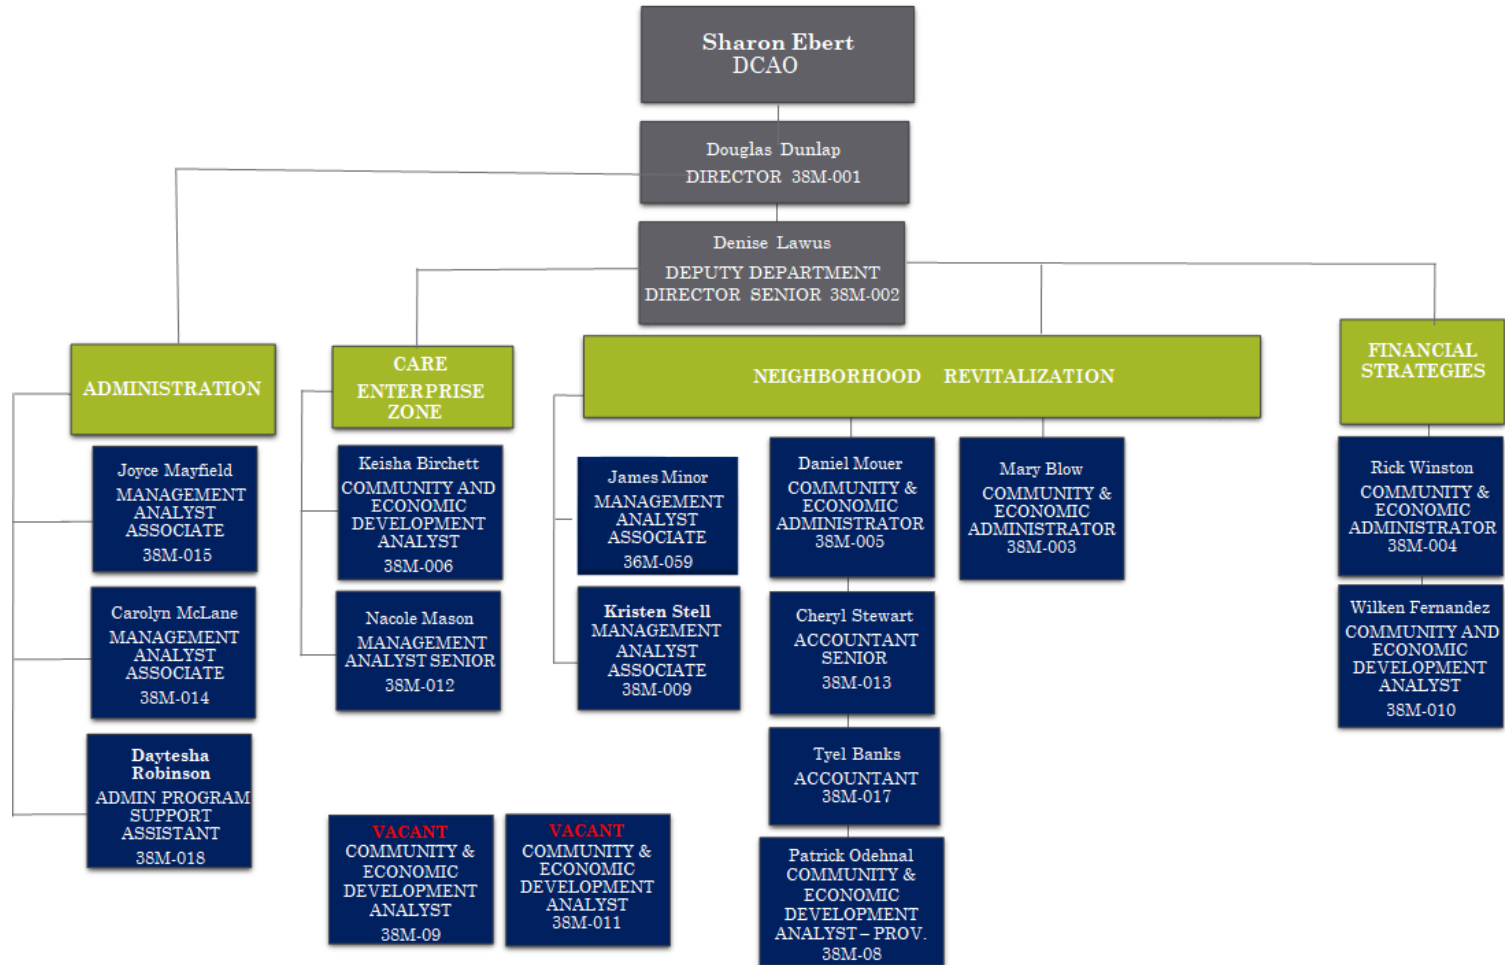 Sharon Ebert
DCAO
Douglas Dunlap
DIRECTOR 38M-001
Denise Lawus
DEPUTY DEPARTMENT
DIRECTOR SENIOR 38M-002
ADMINISTRATION
CARE
ENTERPRISE
ZONE
NEIGHBORHOOD REVITALIZATION
FINANCIAL
STRATEGIES
Joyce Mayfield
MANAGEMENT
ANALYST
ASSOCIATE
38M-015
Carolyn McLane
MANAGEMENT
ANALYST
ASSOCIATE
38M-014
Daytesha
Robinson
ADMIN PROGRAM
SUPPORT
ASSISTANT
38M-018
Keisha Birchett
COMMUNITY AND
ECONOMIC
DEVELOPMENT
ANALYST
38M-006
Nacole Mason
MANAGEMENT
ANALYST SENIOR
38M-012
VACANT
COMMUNITY &
ECONOMIC
DEVELOPMENT
ANALYST
38M-09
VACANT
COMMUNITY &
ECONOMIC
DEVELOPMENT
ANALYST
38M-011
James Minor
MANAGEMENT
ANALYST
ASSOCIATE
36M-059
Kristen Stell
MANAGEMENT
ANALYST
ASSOCIATE
38M-009
Daniel Mouer
COMMUNITY &
ECONOMIC
ADMINISTRATOR
38M-005
Cheryl Stewart
ACCOUNTANT
SENIOR
38M-013
Tyel Banks
ACCOUNTANT
38M-017
Patrick Odehnal
COMMUNITY &
ECONOMIC
DEVELOPMENT
ANALYST – PROV.
38M-08
Mary Blow
COMMUNITY &
ECONOMIC
ADMINISTRATOR
38M-003
Rick Winston
COMMUNITY &
ECONOMIC
ADMINISTRATOR
38M-004
Wilken Fernandez
COMMUNITY AND
ECONOMIC
DEVELOPMENT
ANALYST
38M-010